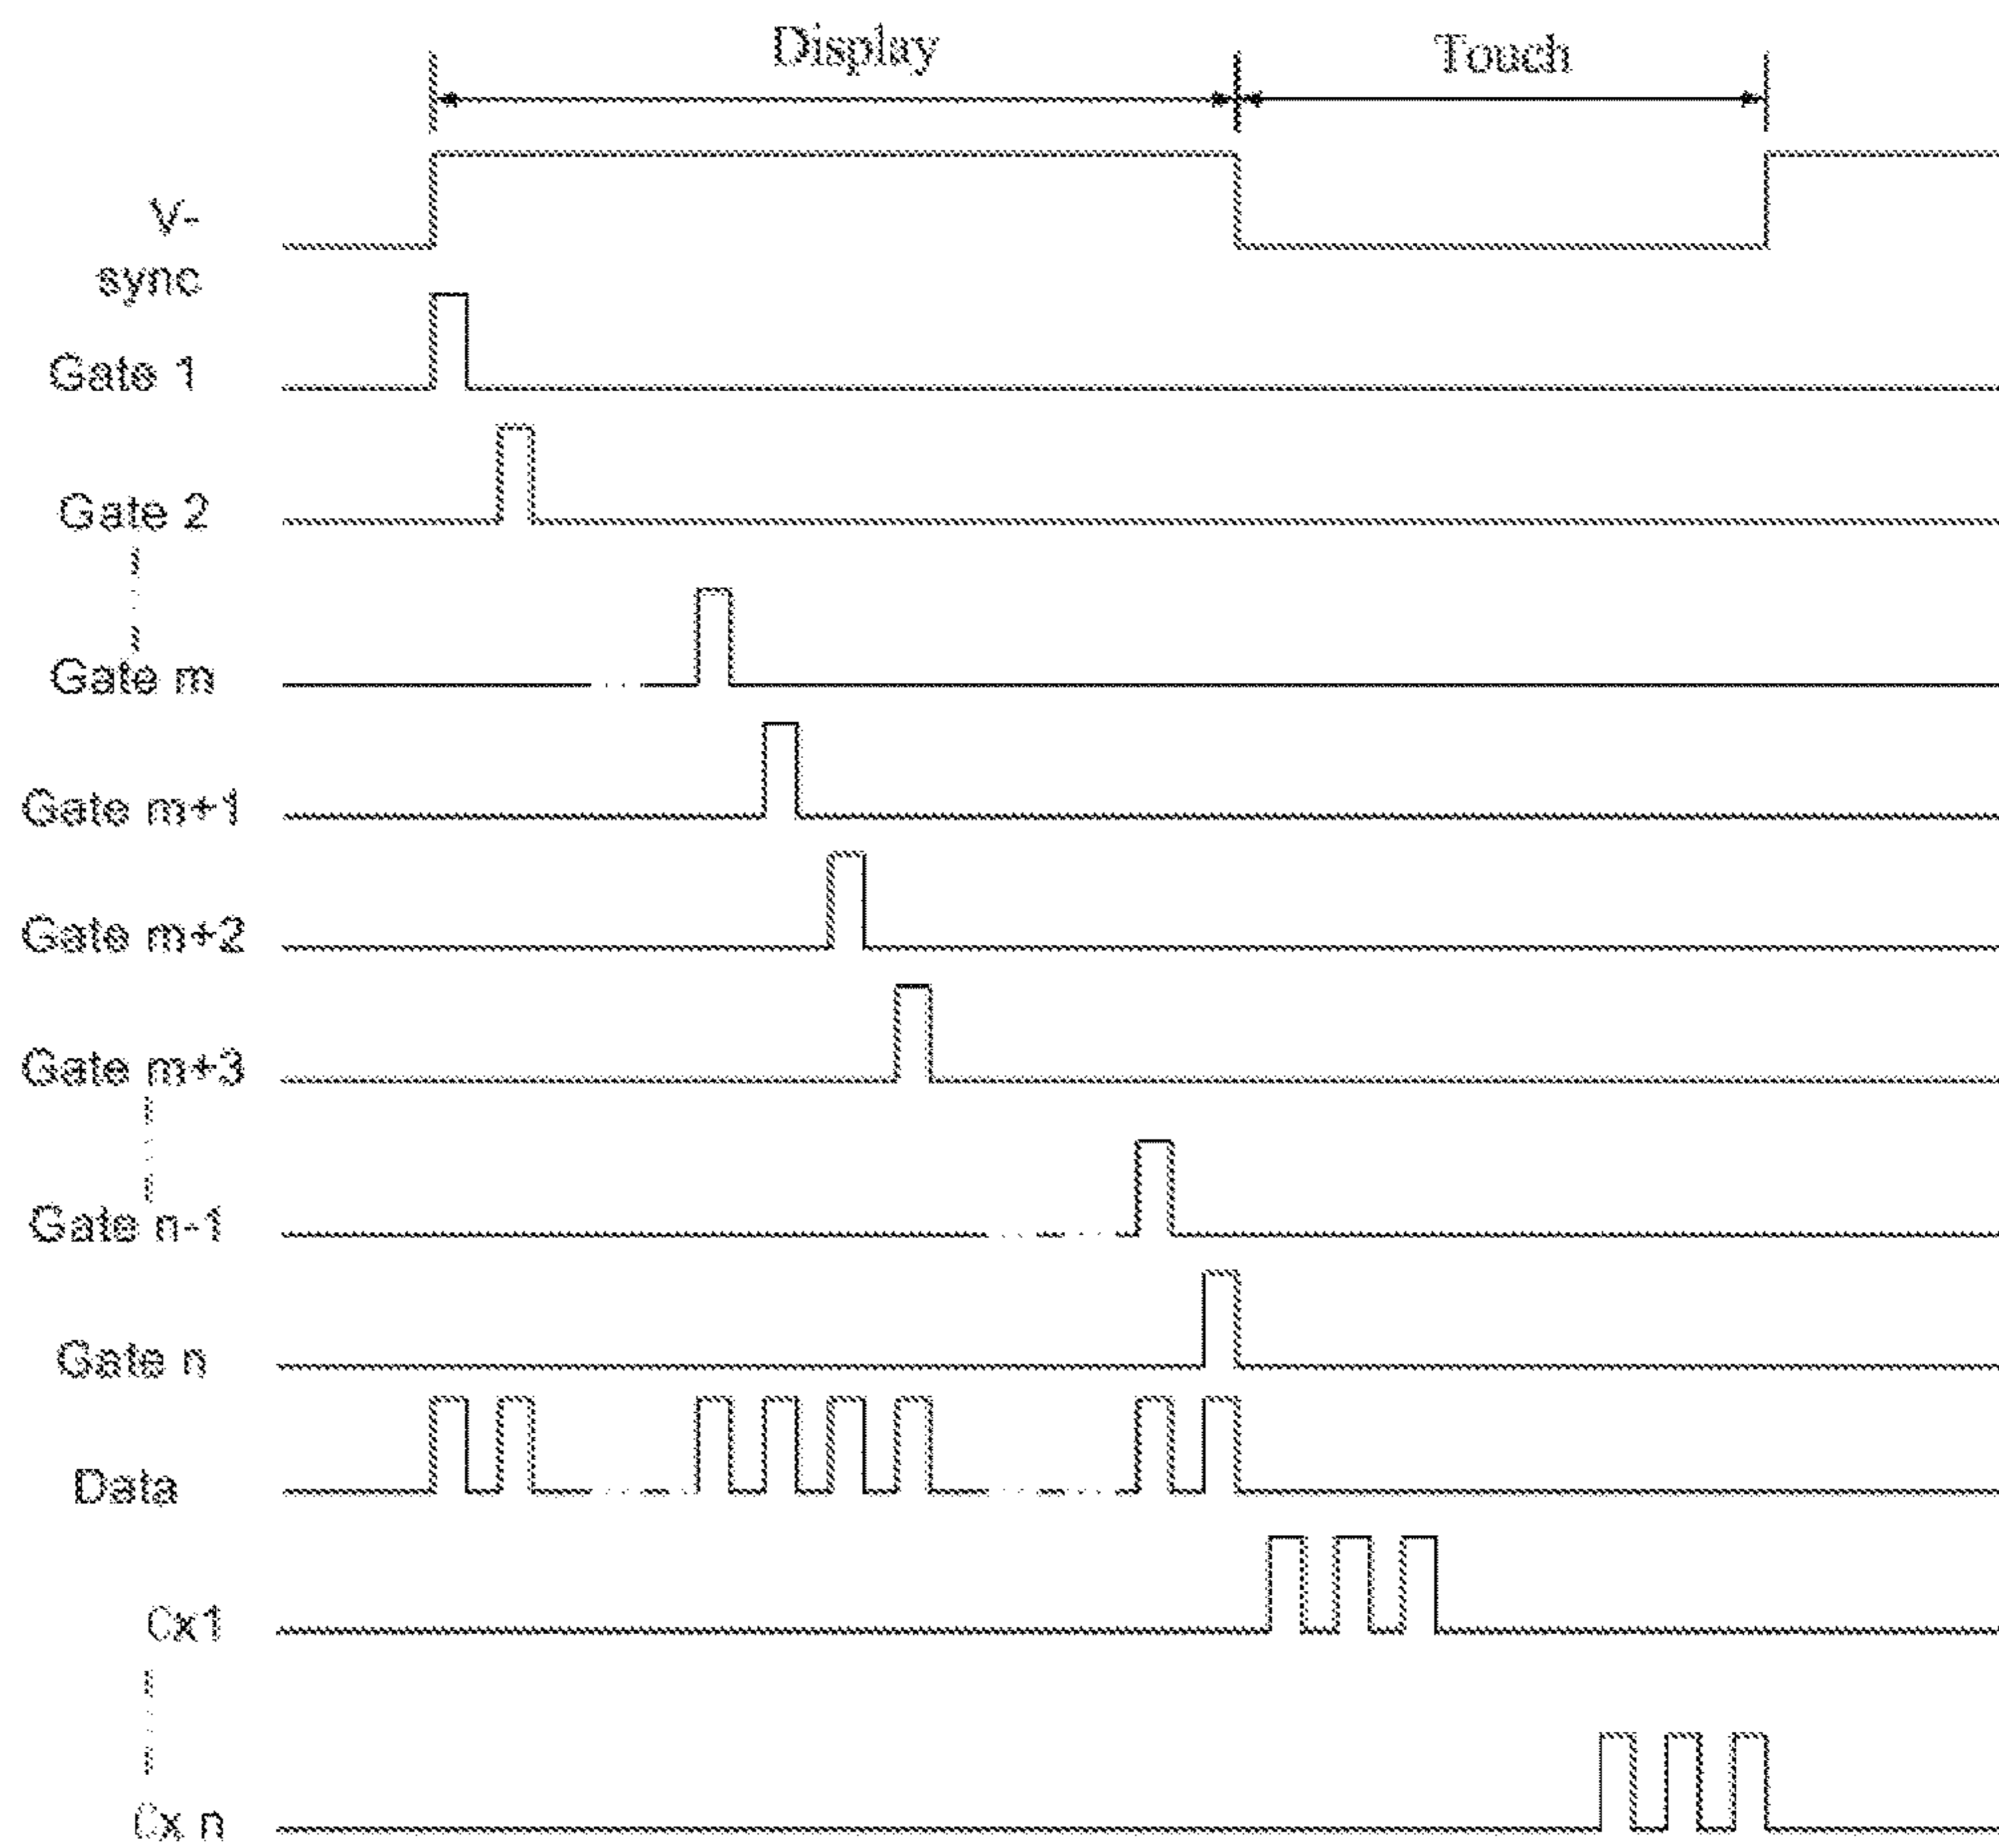 Display
Touch
V-
sync
Gate 1
Gate 2
Gate m
Gate m+1
Gate m+2
Gate m+3
Gate n-1
Gate n
Data
Cx1
Cx n